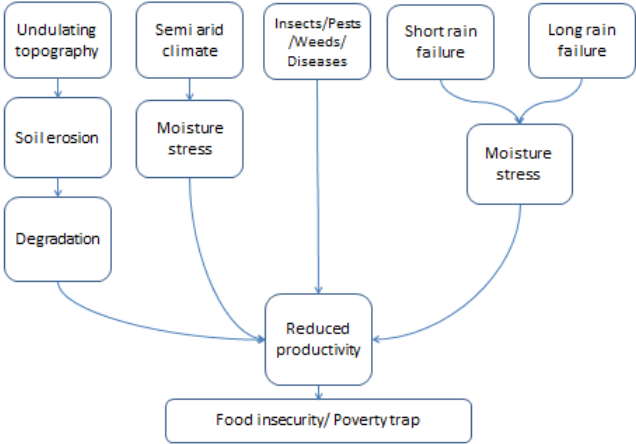 Undulating
topography
Semi arid
climate
Insects/Pests
/Weeds/
Diseases
Short rain
failure
Long rain
failure
Soil erosion
Moisture
stress
Moisture
stress
Degradation
Reduced
productivity
Food insecurity/ Poverty trap